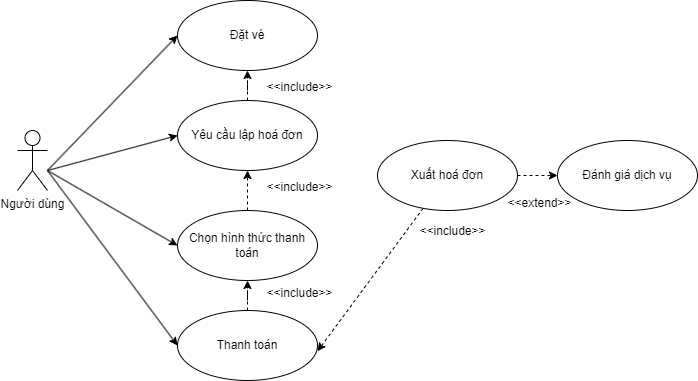 Đặt vé
<<include>>
Yêu cầu lập hoá đơn
Người dùng
<<include>>
Xuất hoá đơn
Đánh giá dịch vụ
<<extend>>
<<include>>
Chọn hình thức thanh
toán
<<include>>
Thanh toán